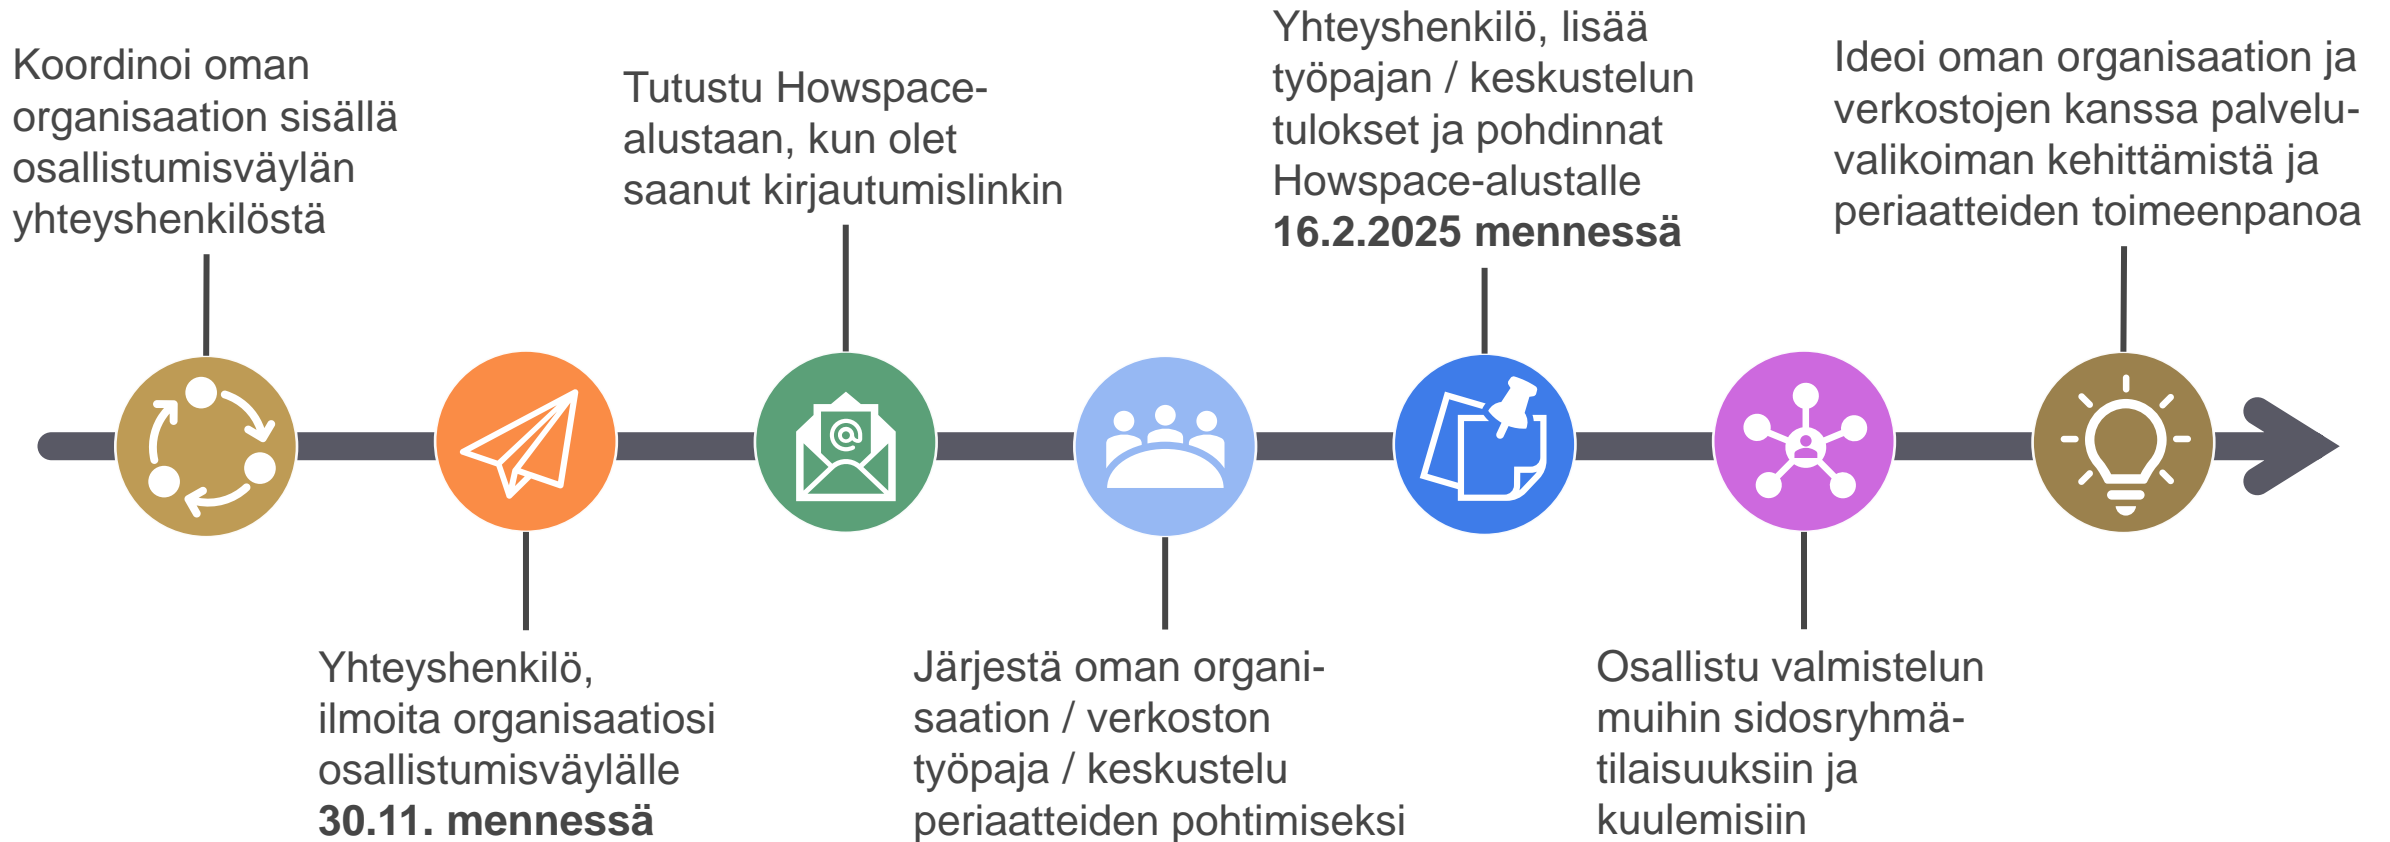 Koordinoi oman
organisaation sisällä
osallistumisväylän
yhteyshenkilöstä
Yhteyshenkilö,
ilmoita organisaatiosi
osallistumisväylälle
30.11. mennessä
Tutustu Howspace-
alustaan, kun olet
saanut kirjautumislinkin
Järjestä oman organi-
saation / verkoston
työpaja / keskustelu
periaatteiden pohtimiseksi
Yhteyshenkilö, lisää
työpajan / keskustelun
tulokset ja pohdinnat
Howspace-alustalle
16.2.2025 mennessä
Osallistu valmistelun
muihin sidosryhmä-
tilaisuuksiin ja
kuulemisiin
Ideoi oman organisaation ja
verkostojen kanssa palvelu-
valikoiman kehittämistä ja
periaatteiden toimeenpanoa